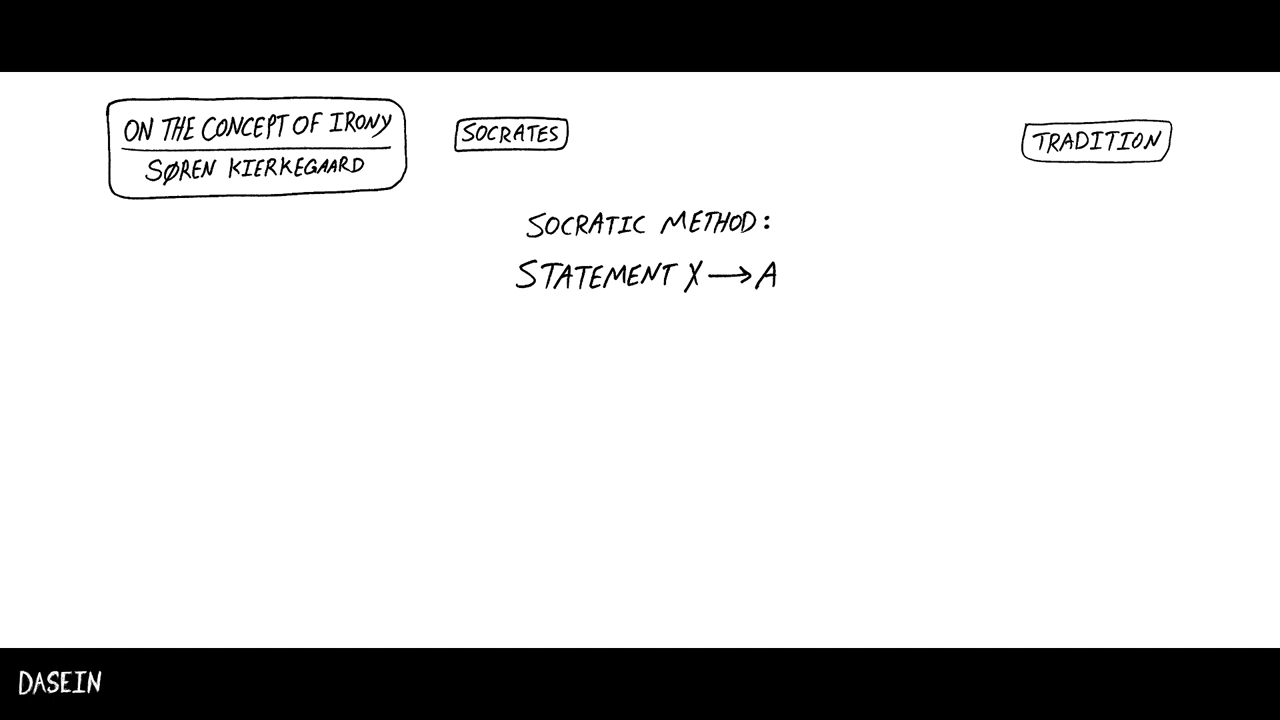 ON THE CONCEPT OF IRONY
SØREN KIERKEGAARD
SOCRATES
TRADITION
SOCRATIC METHOD:
STATEMENT X → A
DASEIN